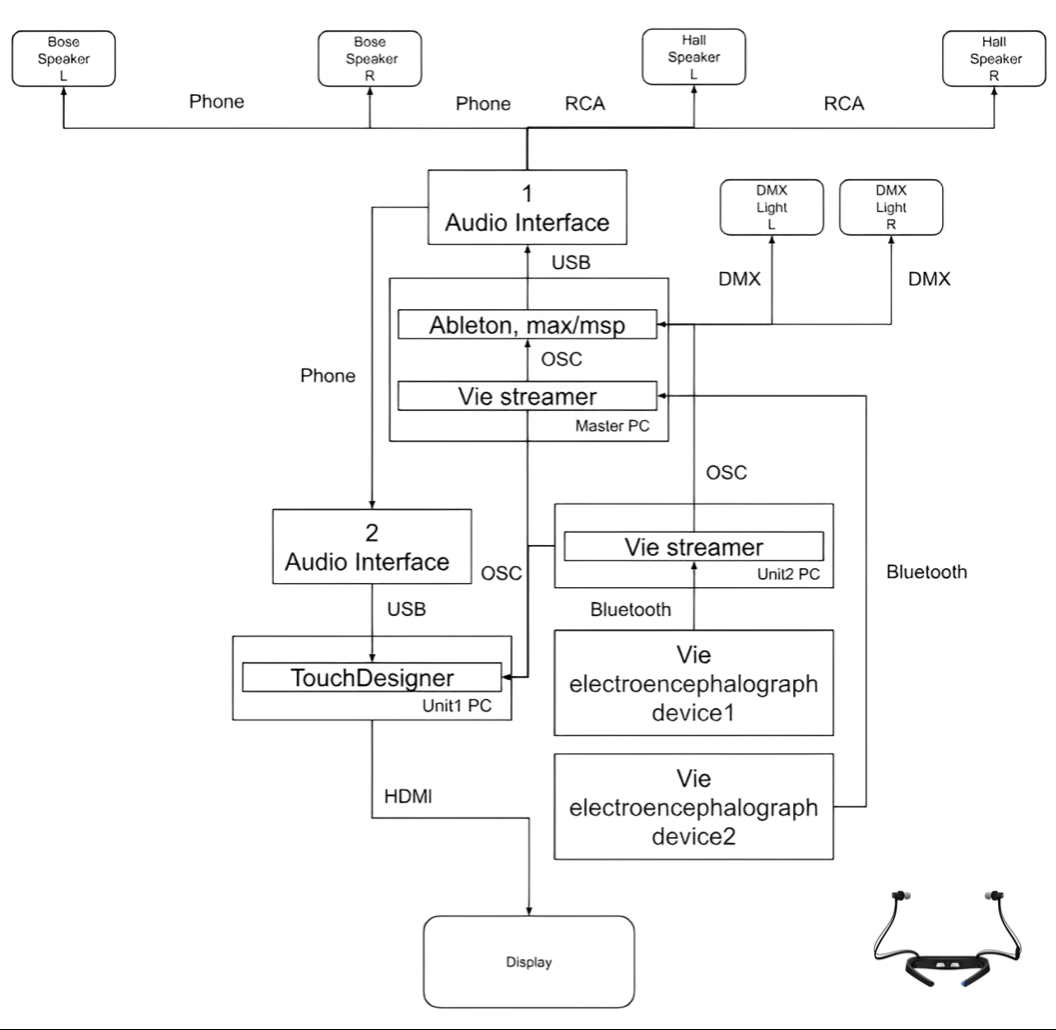 Bose
Speaker
L
Bose
Speaker
R
Hall
Speaker
L
Hall
Speaker
R
Phone
Phone
RCA
RCA
1
Audio Interface
DMX
Light
L
DMX
Light
R
USB
DMX
DMX
Ableton, max/msp
OSC
Phone
Vie streamer
Master PC
OSC
2
Audio Interface
Vie streamer
Unit2 PC
OSC
Bluetooth
USB
Bluetooth
TouchDesigner
Unit1 PC
Vie
electroencephalograph
device1
HDMI
Vie
electroencephalograph
device2
Display